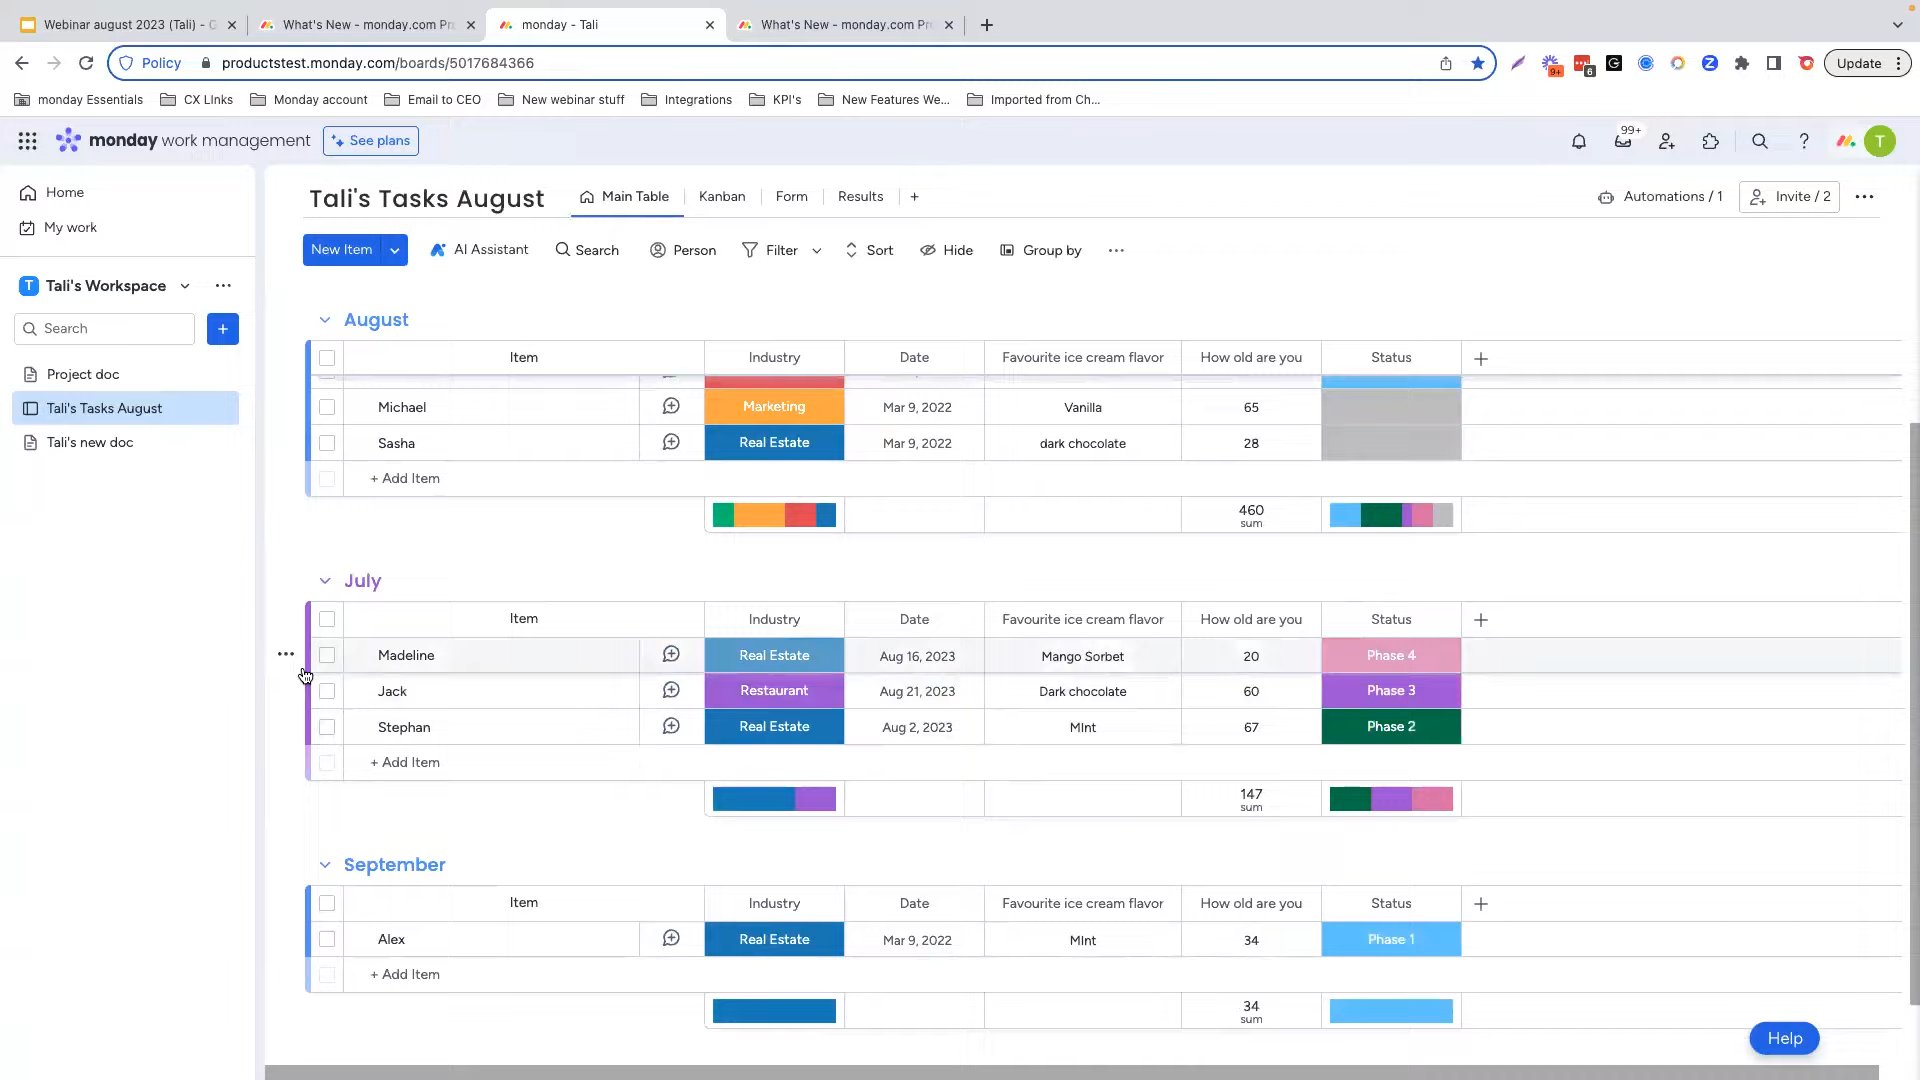 Webinar august 2023 (Tali) - G
What's New - monday.com Pr
monday - Tali
What's New - monday.com Pr
Policy
productstest.monday.com/boards/5017684366
9+
6
Update
monday Essentials
CX LInks
Monday account
Email to CEO
New webinar stuff
Integrations
KPI's
New Features We...
Imported from Ch...
monday work management
See plans
99+
T
Home
My work
T Tali's Workspace
Search
Project doc
Tali's Tasks August
Tali's new doc
Tali's Tasks August
Main Table
Kanban
Form
Results
Automations / 1
Invite / 2
New Item
AI Assistant
Search
Person
Filter
Sort
Hide
Group by
August
Item Industry Date Favourite ice cream flavor How old are you Status
Michael Marketing Mar 9, 2022 Vanilla 65
Sasha Real Estate Mar 9, 2022 dark chocolate 28
+ Add Item
460
sum
July
Item Industry Date Favourite ice cream flavor How old are you Status
Madeline Real Estate Aug 16, 2023 Mango Sorbet 20 Phase 4
Jack Restaurant Aug 21, 2023 Dark chocolate 60 Phase 3
Stephan Real Estate Aug 2, 2023 MInt 67 Phase 2
+ Add Item
147
sum
September
Item Industry Date Favourite ice cream flavor How old are you Status
Alex Real Estate Mar 9, 2022 MInt 34 Phase 1
+ Add Item
34
sum
Help